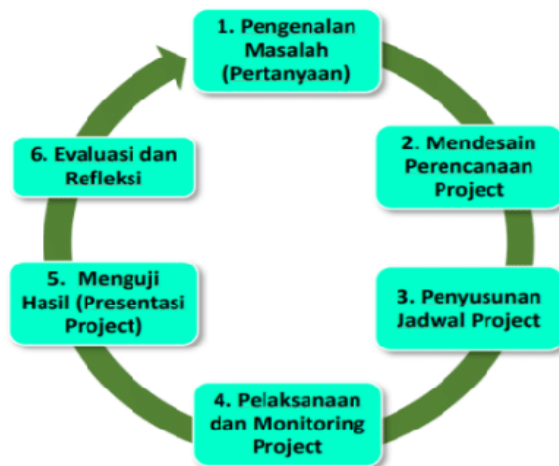 1. Pengenalan
Masalah
(Pertanyaan)
2. Mendesain
Perencanaan
Project
3. Penyusunan
Jadwal Project
4. Pelaksanaan
dan Monitoring
Project
5. Menguji
Hasil (Presentasi
Project)
6. Evaluasi dan
Refleksi